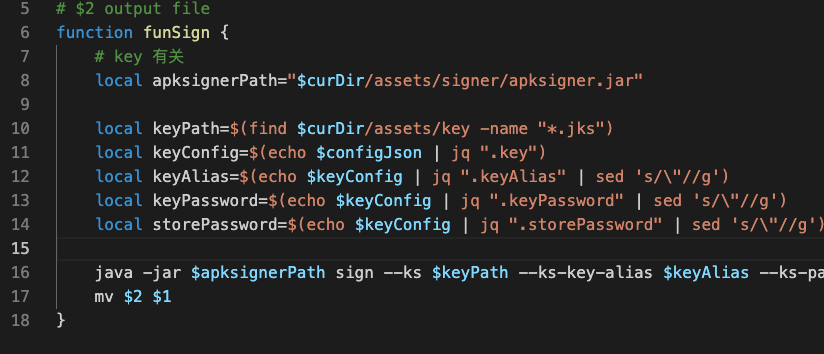 5 # $2 output file
6 function funSign {
7 # key 有关
8 local apksignerPath="$curDir/assets/signer/apksigner.jar"
9
10 local keyPath=$(find $curDir/assets/key -name "*.jks")
11 local keyConfig=$(echo $configJson | jq ".key")
12 local keyAlias=$(echo $keyConfig | jq ".keyAlias" | sed 's/\"//g')
13 local keyPassword=$(echo $keyConfig | jq ".keyPassword" | sed 's/\"//g')
14 local storePassword=$(echo $keyConfig | jq ".storePassword" | sed 's/\"//g')
15
16 java -jar $apksignerPath sign --ks $keyPath --ks-key-alias $keyAlias --ks-pa
17 mv $2 $1
18 }